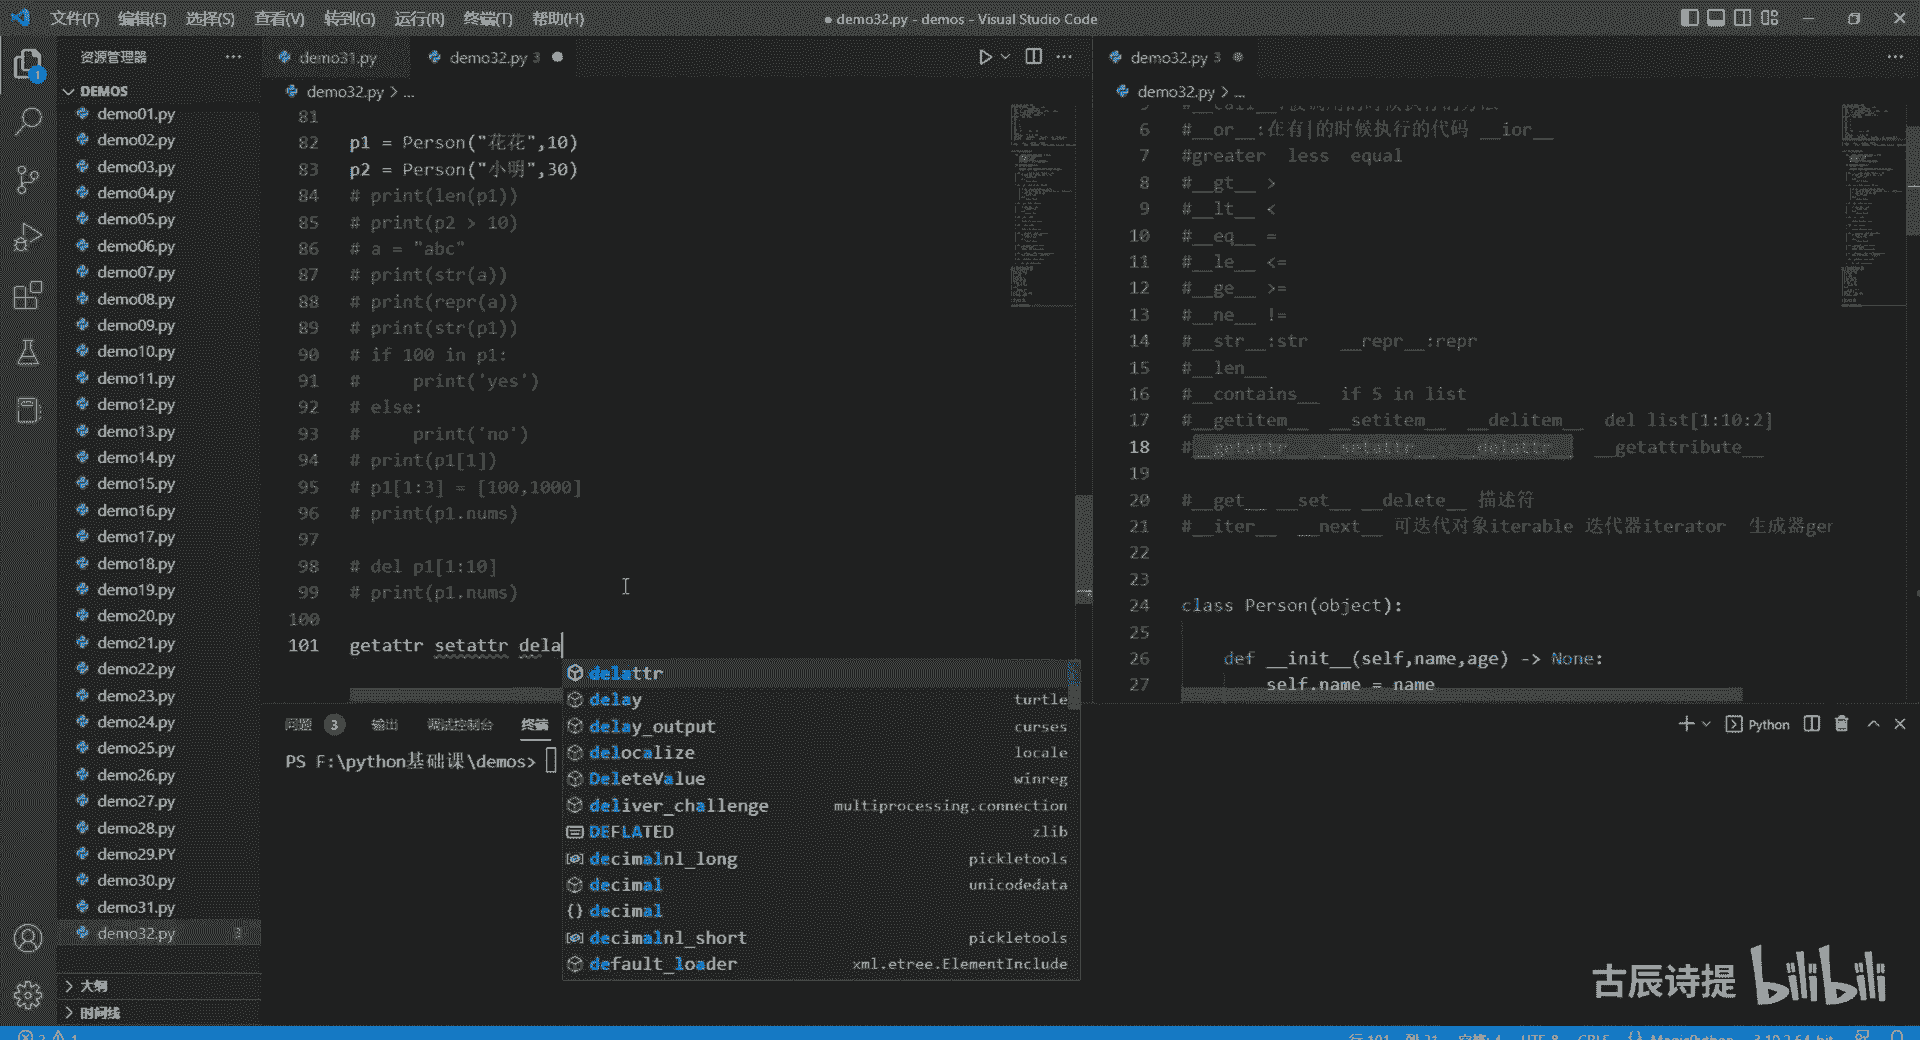 文件(F) 编辑(E) 选择(S) 查看(V) 转到(G) 运行(R) 终端(T) 帮助(H)
● demo32.py - demos - Visual Studio Code
资源管理器
DEMOS
demo01.py
demo02.py
demo03.py
demo04.py
demo05.py
demo06.py
demo07.py
demo08.py
demo09.py
demo10.py
demo11.py
demo12.py
demo13.py
demo14.py
demo15.py
demo16.py
demo17.py
demo18.py
demo19.py
demo20.py
demo21.py
demo22.py
demo23.py
demo24.py
demo25.py
demo26.py
demo27.py
demo28.py
demo29.PY
demo30.py
demo31.py
demo32.py 3
大纲
时间线
1
demo31.py demo32.py 3
demo32.py > ...
81
82 p1 = Person("花花",10)
83 p2 = Person("小明",30)
84 # print(len(p1))
85 # print(p2 > 10)
86 # a = "abc"
87 # print(str(a))
88 # print(repr(a))
89 # print(str(p1))
90 # if 100 in p1:
91 #     print('yes')
92 # else:
93 #     print('no')
94 # print(p1[1])
95 # p1[1:3] = [100,1000]
96 # print(p1.nums)
97
98 # del p1[1:10]
99 # print(p1.nums)
100
101 getattr setattr dela
delattr
delay turtle
delay_output curses
delocalize locale
DeleteValue winreg
deliver_challenge multiprocessing.connection
DEFLATED zlib
decimalnl_long pickletools
decimal unicodedata
decimal
decimalnl_short pickletools
default_loader xml.etree.ElementInclude
demo32.py 3
demo32.py > ...
6 #__or__:在有|的时候执行的代码 __ior__
7 #greater less equal
8 #__gt__ >
9 #__lt__ <
10 #__eq__ =
11 #__le__ <=
12 #__ge__ >=
13 #__ne__ !=
14 #__str__:str __repr__:repr
15 #__len__
16 #__contains__ if 5 in list
17 #__getitem__ __setitem__ __delitem__ del list[1:10:2]
18 #__getattr__ __setattr__ __delattr__ __getattribute__
19
20 #__get__ __set__ __delete__ 描述符
21 #__iter__ __next__ 可迭代对象iterable 迭代器iterator 生成器ger
22
23
24 class Person(object):
25
26 def __init__(self,name,age) -> None:
27 self.name = name
问题 3 输出 调试控制台 终端
Python
PS F:\python基础课\demos>
古辰诗提 bilibili